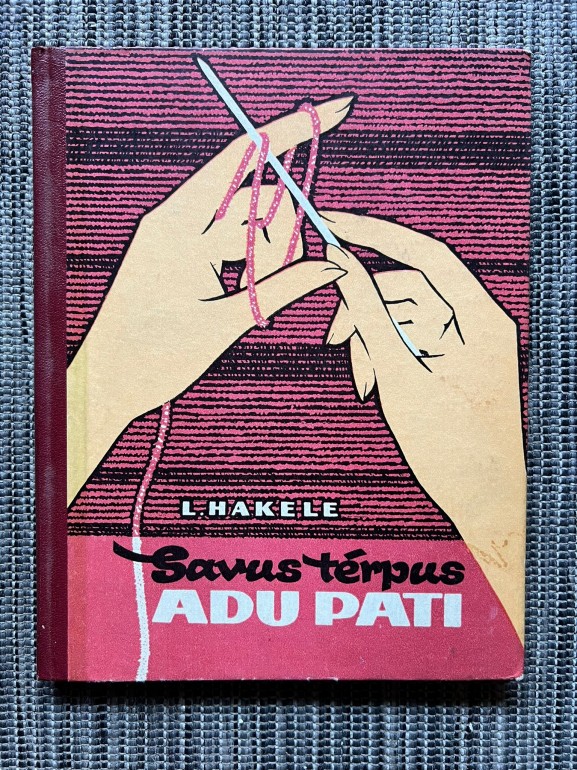 L. HAKELE
Savus tērpus
ADU PATI